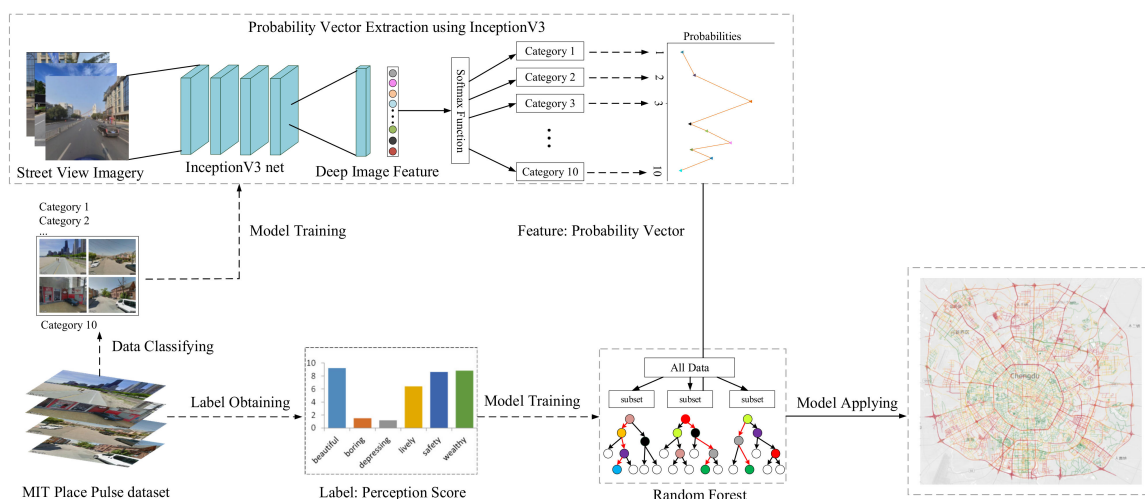 Probability Vector Extraction using InceptionV3
Street View Imagery
InceptionV3 net
Deep Image Feature
Softmax Function
Category 1
Category 2
Category 3
Category 10
Probabilities
1
2
3
10
Category 1
Category 2
...
Category 10
Model Training
Feature: Probability Vector
Data Classifying
MIT Place Pulse dataset
Label Obtaining
10
8
6
4
2
0
beautiful
boring
depressing
lively
safety
wealthy
Label: Perception Score
Model Training
All Data
subset
subset
subset
Random Forest
Model Applying
Chengdu